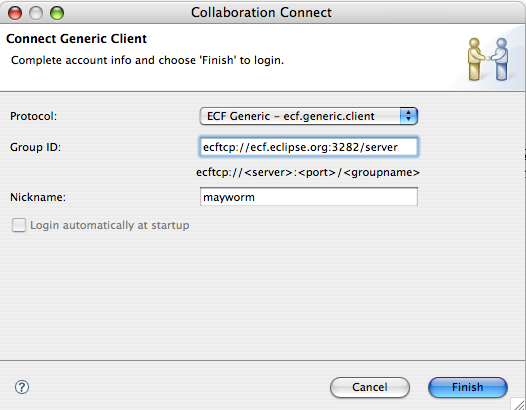 Collaboration Connect
Connect Generic Client
Complete account info and choose 'Finish' to login.
Protocol: ECF Generic - ecf.generic.client
Group ID: ecftcp://ecf.eclipse.org:3282/server
ecftcp://<server>:<port>/<groupname>
Nickname: mayworm
Login automatically at startup
? Cancel Finish